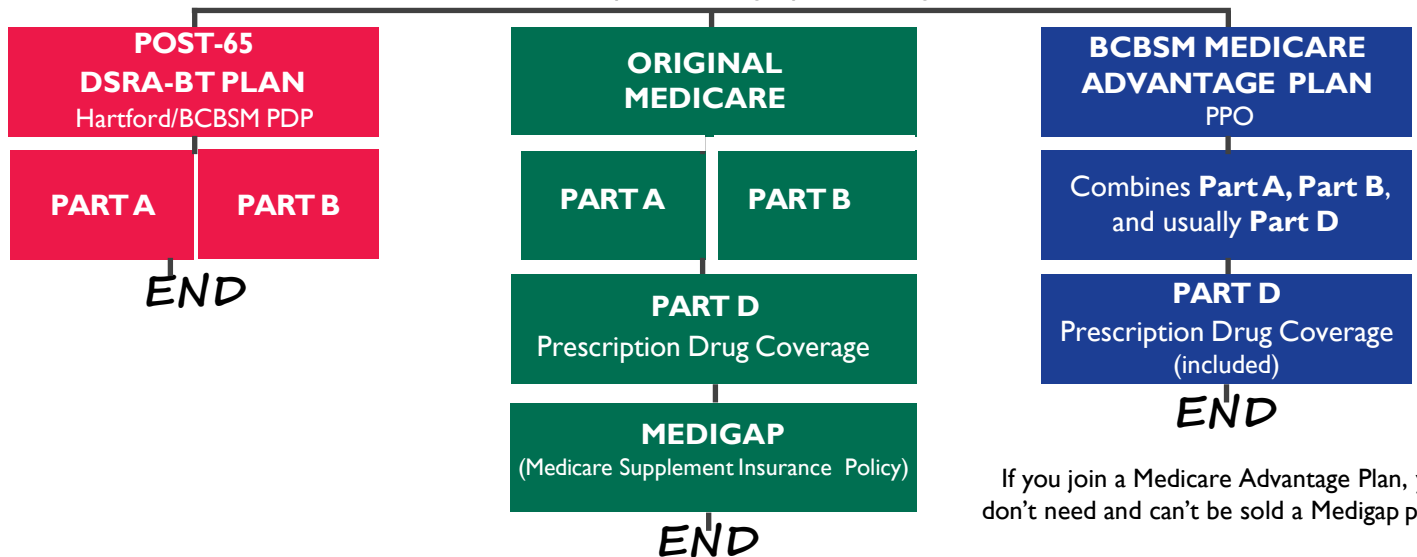 POST-65
DSRA-BT PLAN
Hartford/BCBSM PDP
PART A
PART B
END
ORIGINAL
MEDICARE
PART A
PART B
PART D
Prescription Drug Coverage
MEDIGAP
(Medicare Supplement Insurance Policy)
END
BCBSM MEDICARE
ADVANTAGE PLAN
PPO
Combines Part A, Part B,
and usually Part D
PART D
Prescription Drug Coverage
(included)
END
If you join a Medicare Advantage Plan,
don't need and can't be sold a Medigap